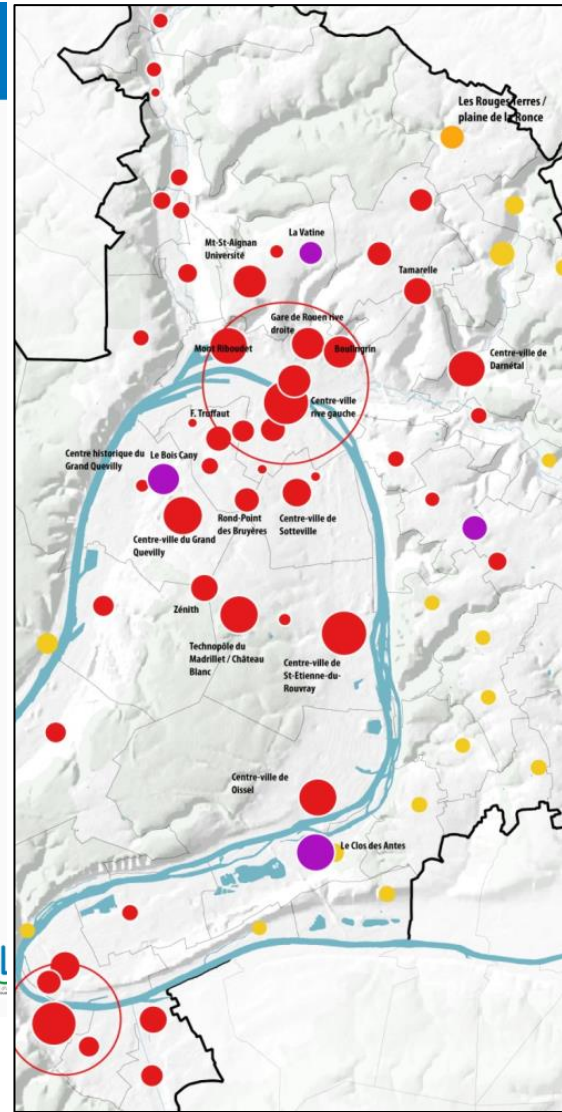 Les Rouges Terres /
plaine de la Ronce
La Vatine
Mt-St-Aignan
Université
Tamarelle
Gare de Rouen rive
droite
Mont Riboudet
Boulingrin
Centre-ville de
Darnétal
Centre-ville
rive gauche
F. Truffaut
Centre historique du
Grand Quevilly
Le Bois Cany
Centre-ville du Grand
Quevilly
Rond-Point
des Bruyères
Centre-ville de
Sotteville
Zénith
Technopôle du
Madrillet / Château
Blanc
Centre-ville de
St-Etienne-du-
Rouvray
Centre-ville de
Oissel
Le Clos des Antes